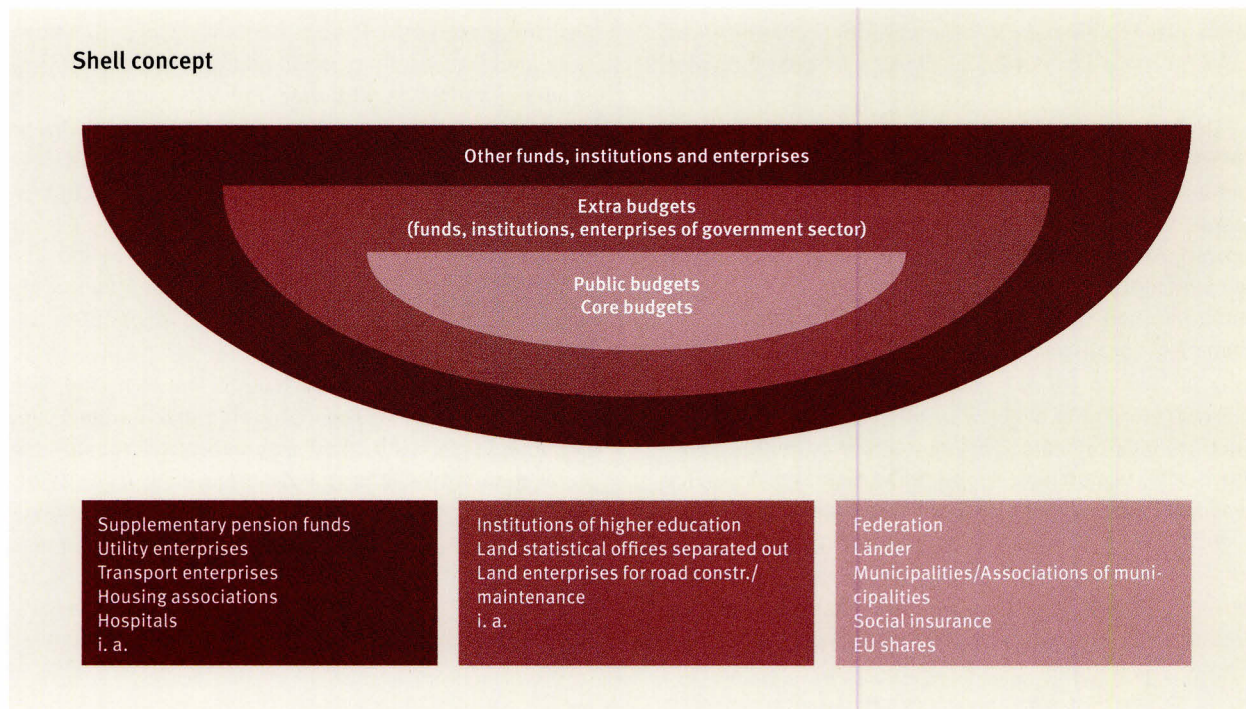 Shell concept
Other funds, institutions and enterprises
Extra budgets
(funds, institutions, enterprises of government sector)
Public budgets
Core budgets
Supplementary pension funds
Utility enterprises
Transport enterprises
Housing associations
Hospitals
i. a.
Institutions of higher education
Land statistical offices separated out
Land enterprises for road constr./
maintenance
i. a.
Federation
Länder
Municipalities/Associations of muni-
cipalities
Social insurance
EU shares